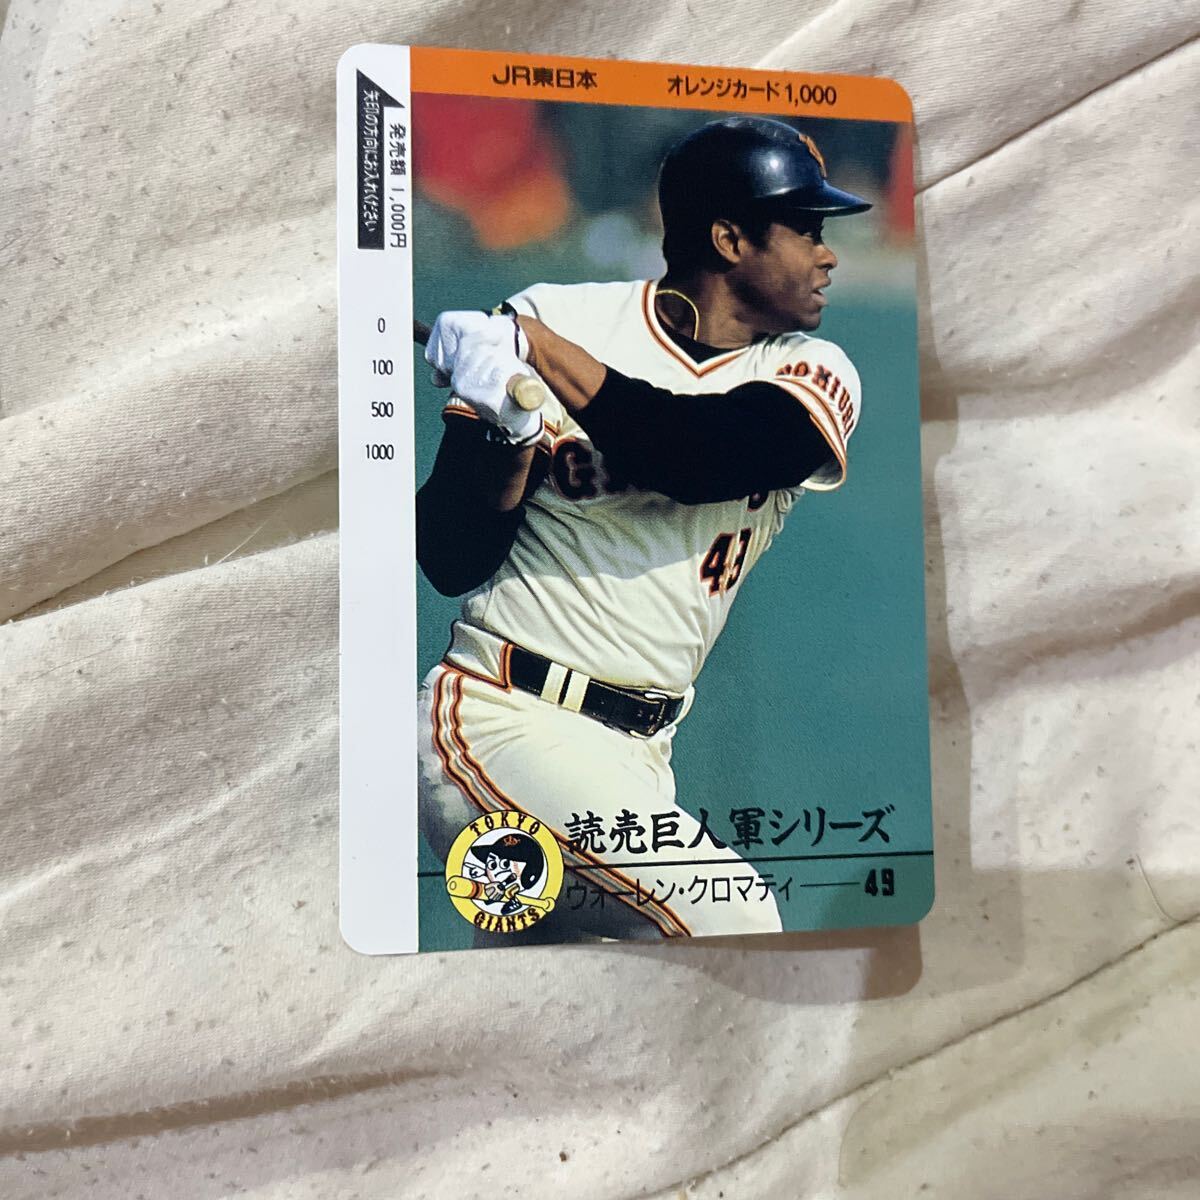 JR東日本 オレンジカード1,000
矢印の方向にお入れください
発売額 1,000円
0
100
500
1000
YOMIURI
G
49
TOKYO
GIANTS
読売巨人軍シリーズ
ウォーレン・クロマティ——49